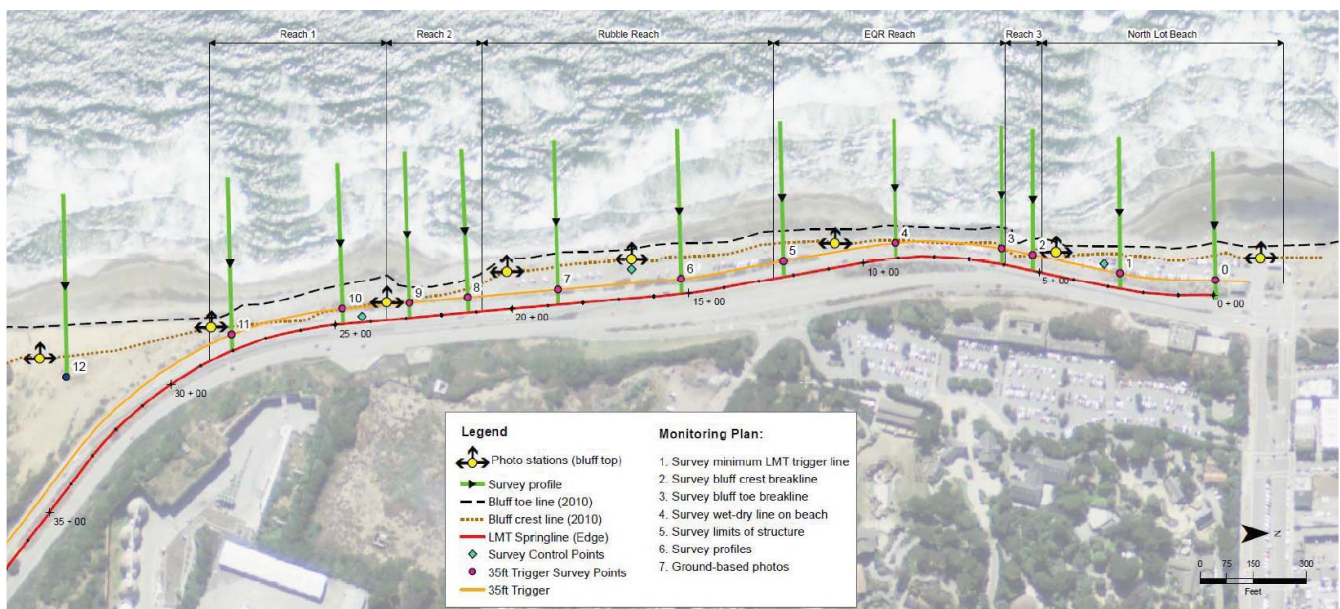 Reach 1
Reach 2
Rubble Reach
EQR Reach
Reach 3
North Lot Beach
12
11
10
9
8
7
6
5
4
3
2
1
0
35 + 00
30 + 00
25 + 00
20 + 00
15 + 00
10 + 00
5 + 00
0 + 00
Legend
Photo stations (bluff top)
Survey profile
Bluff toe line (2010)
Bluff crest line (2010)
LMT Springline (Edge)
Survey Control Points
35ft Trigger Survey Points
35ft Trigger
Monitoring Plan:
1. Survey minimum LMT trigger line
2. Survey bluff crest breakline
3. Survey bluff toe breakline
4. Survey wet-dry line on beach
5. Survey limits of structure
6. Survey profiles
7. Ground-based photos
N
0 75 150 300
Feet